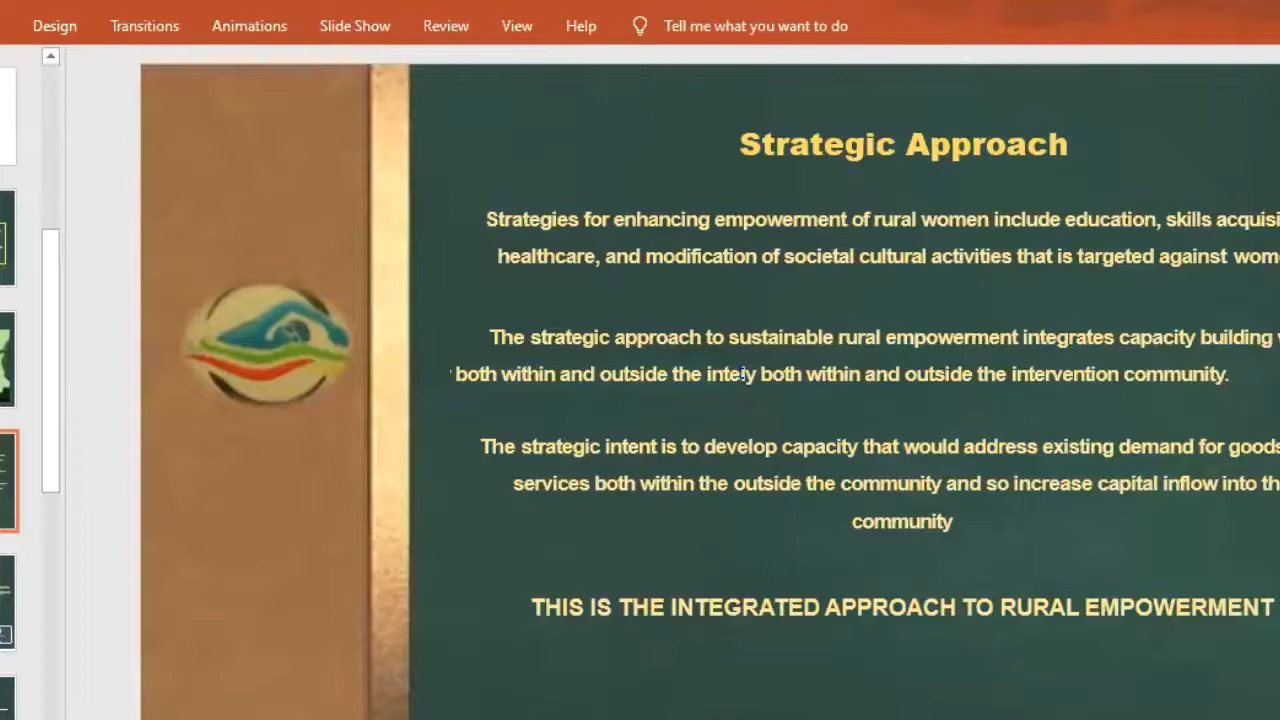 Design Transitions Animations Slide Show Review View Help Tell me what you want to do
Strategic Approach
Strategies for enhancing empowerment of rural women include education, skills acquisi
healthcare, and modification of societal cultural activities that is targeted against wom
The strategic approach to sustainable rural empowerment integrates capacity building
both within and outside the intely both within and outside the intervention community.
The strategic intent is to develop capacity that would address existing demand for goods
services both within the outside the community and so increase capital inflow into th
community
THIS IS THE INTEGRATED APPROACH TO RURAL EMPOWERMENT